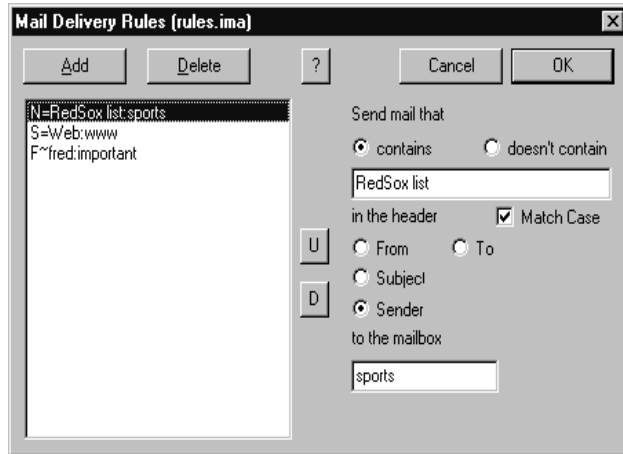 Mail Delivery Rules (rules.ima)
Add Delete ? Cancel OK
N=RedSox list:sports
S=Web:www
F~fred:important
U
D
Send mail that
contains doesn't contain
RedSox list
in the header Match Case
From To
Subject
Sender
to the mailbox
sports